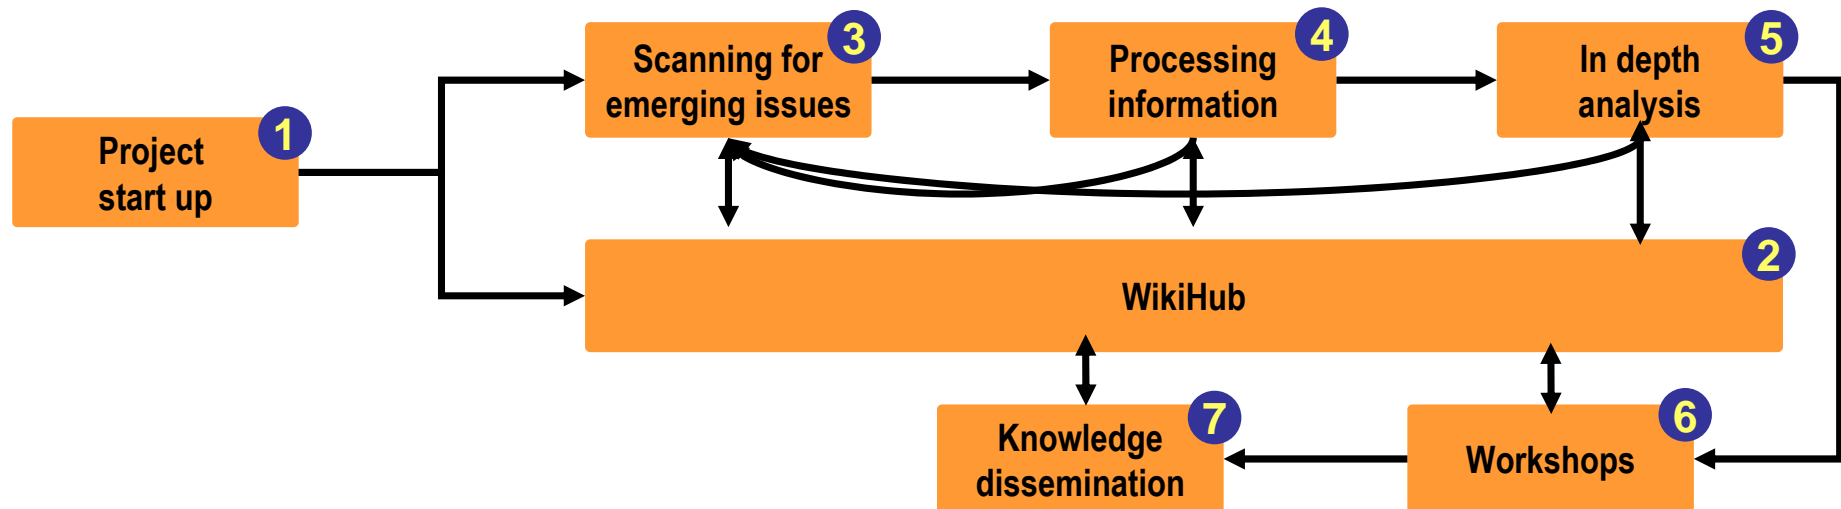 1
Project
start up
3
Scanning for
emerging issues
4
Processing
information
5
In depth
analysis
2
WikiHub
7
Knowledge
dissemination
6
Workshops